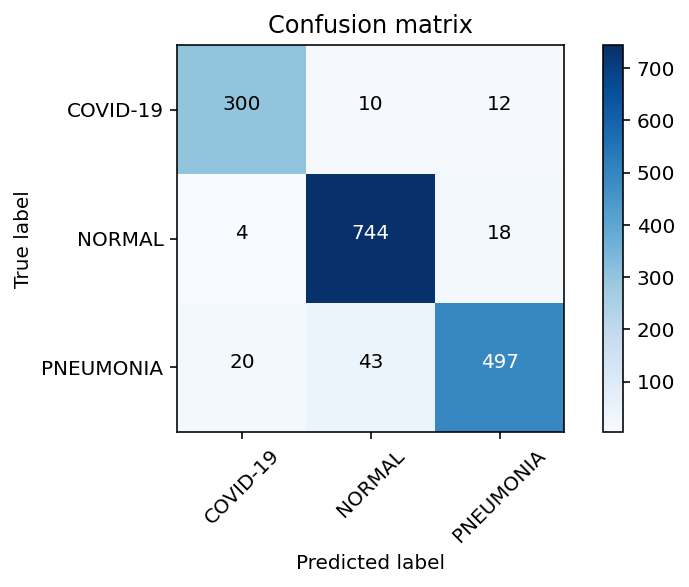 Confusion matrix
COVID-19 300 10 12
NORMAL 4 744 18
PNEUMONIA 20 43 497
True label
COVID-19 NORMAL PNEUMONIA
Predicted label
700
600
500
400
300
200
100